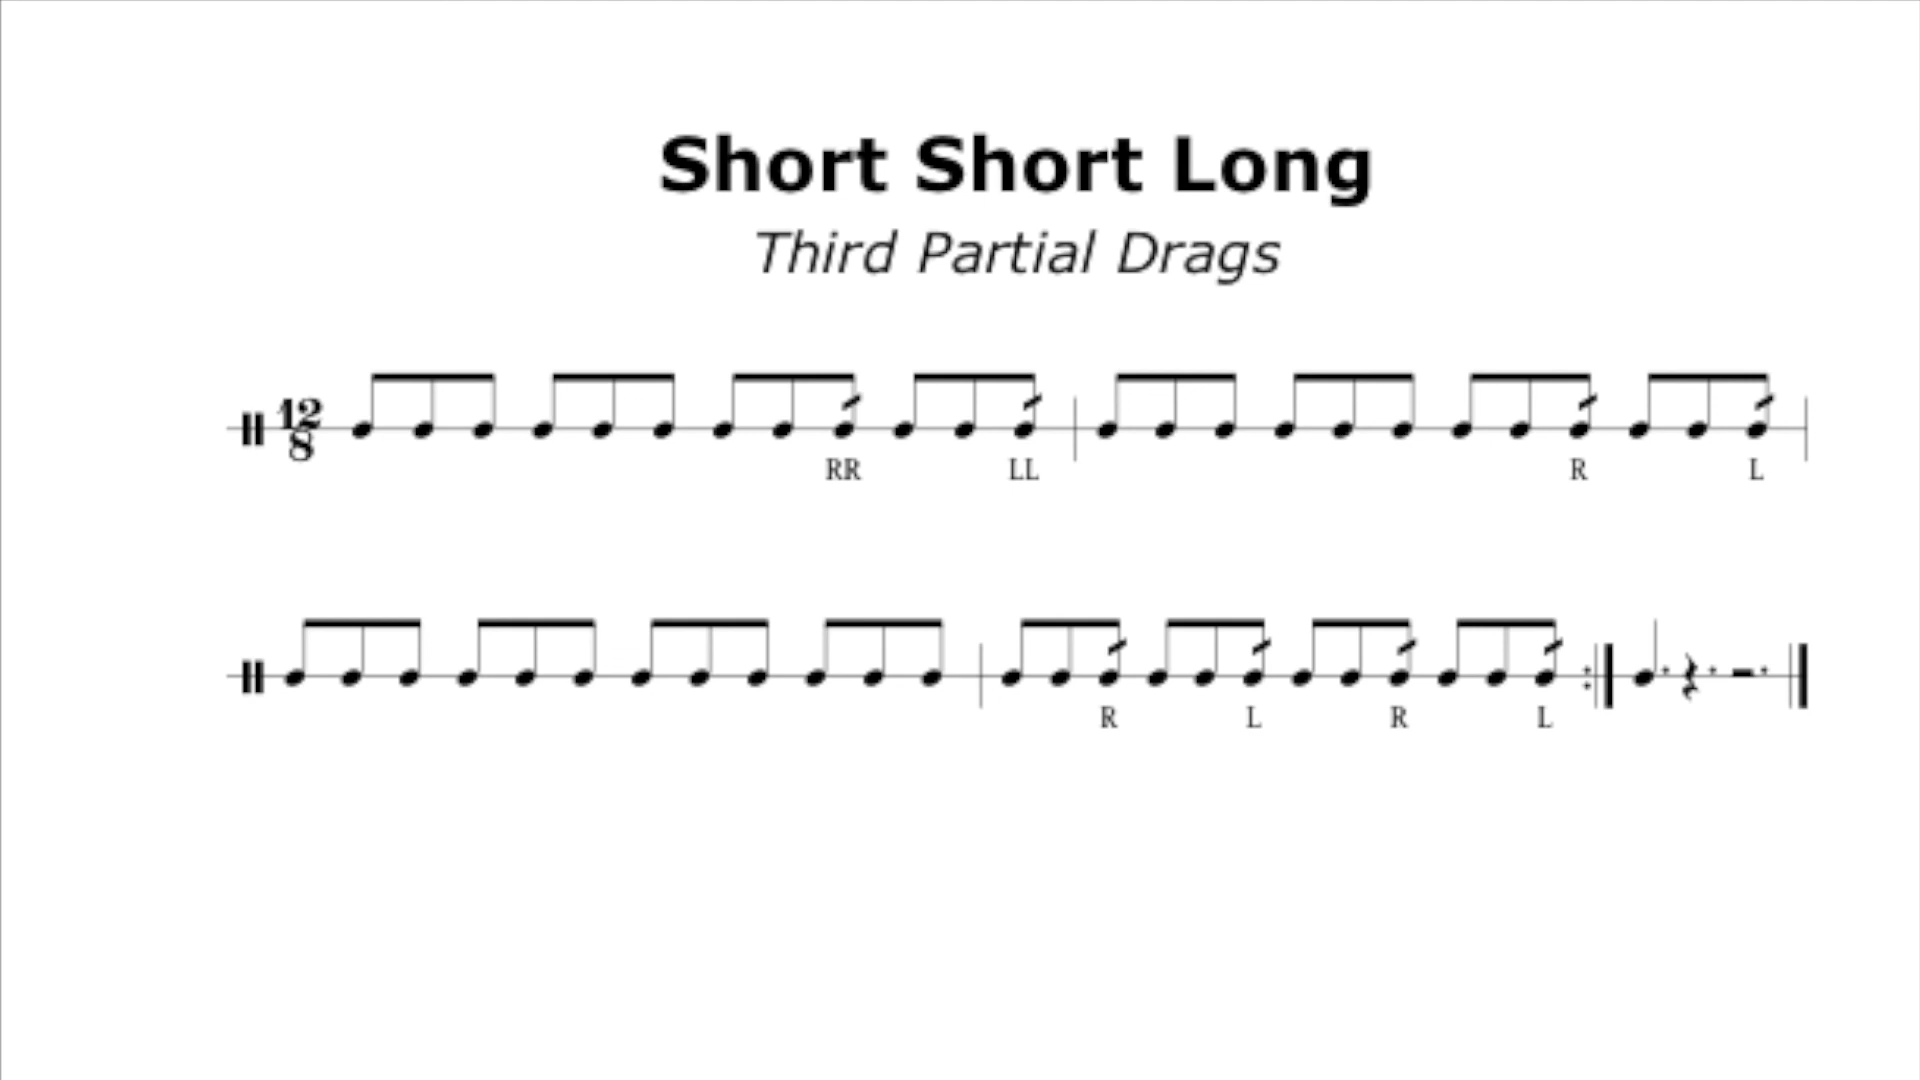 Short Short Long
Third Partial Drags
12
8
RR LL R L
R L R L